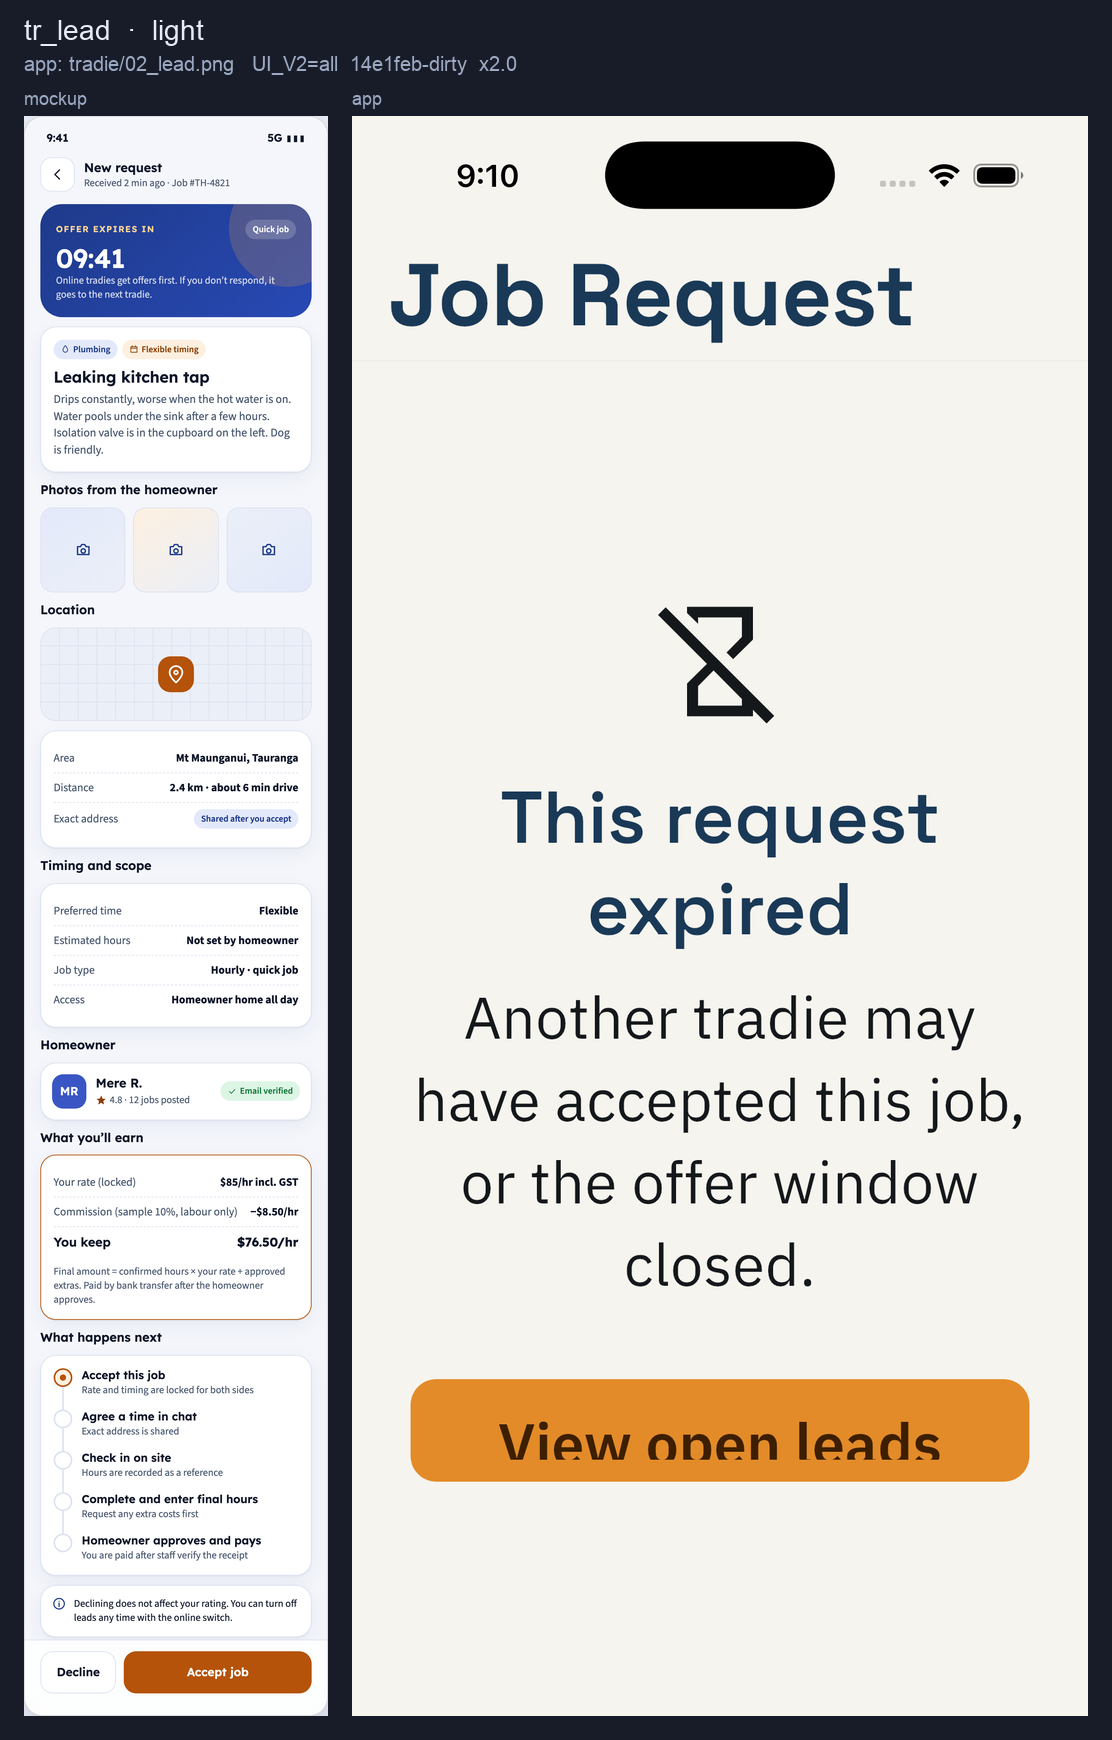 tr_lead · light
app: tradie/02_lead.png UI_V2=all 14e1feb-dirty x2.0
mockup
9:41
5G
New request
Received 2 min ago · Job #TH-4821
OFFER EXPIRES IN
Quick job
09:41
Online tradies get offers first. If you don't respond, it
goes to the next tradie.
Plumbing
Flexible timing
Leaking kitchen tap
Drips constantly, worse when the hot water is on.
Water pools under the sink after a few hours.
Isolation valve is in the cupboard on the left. Dog
is friendly.
Photos from the homeowner
Location
Area
Mt Maunganui, Tauranga
Distance
2.4 km · about 6 min drive
Exact address
Shared after you accept
Timing and scope
Preferred time
Flexible
Estimated hours
Not set by homeowner
Job type
Hourly · quick job
Access
Homeowner home all day
Homeowner
MR
Mere R.
4.8 · 12 jobs posted
Email verified
What you'll earn
Your rate (locked)
$85/hr incl. GST
Commission (sample 10%, labour only)
−$8.50/hr
You keep
$76.50/hr
Final amount = confirmed hours × your rate + approved
extras. Paid by bank transfer after the homeowner
approves.
What happens next
Accept this job
Rate and timing are locked for both sides
Agree a time in chat
Exact address is shared
Check in on site
Hours are recorded as a reference
Complete and enter final hours
Request any extra costs first
Homeowner approves and pays
You are paid after staff verify the receipt
Declining does not affect your rating. You can turn off
leads any time with the online switch.
Decline
Accept job
app
9:10
Job Request
This request
expired
Another tradie may
have accepted this job,
or the offer window
closed.
View open leads